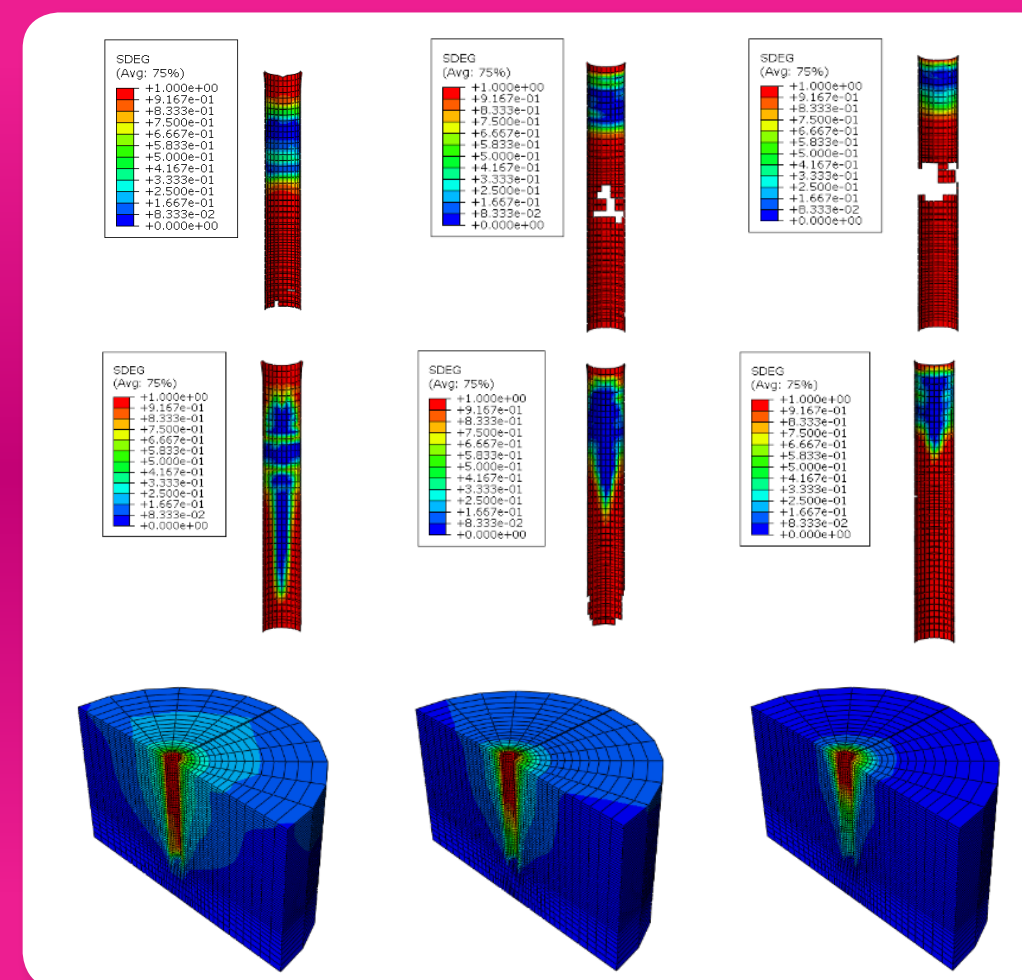 SDEG
(Avg: 75%)
+1.000e+00
+9.167e-01
+8.333e-01
+7.500e-01
+6.667e-01
+5.833e-01
+5.000e-01
+4.167e-01
+3.333e-01
+2.500e-01
+1.667e-01
+8.333e-02
+0.000e+00
SDEG
(Avg: 75%)
+1.000e+00
+9.167e-01
+8.333e-01
+7.500e-01
+6.667e-01
+5.833e-01
+5.000e-01
+4.167e-01
+3.333e-01
+2.500e-01
+1.667e-01
+8.333e-02
+0.000e+00
SDEG
(Avg: 75%)
+1.000e+00
+9.167e-01
+8.333e-01
+7.500e-01
+6.667e-01
+5.833e-01
+5.000e-01
+4.167e-01
+3.333e-01
+2.500e-01
+1.667e-01
+8.333e-02
+0.000e+00
SDEG
(Avg: 75%)
+1.000e+00
+9.167e-01
+8.333e-01
+7.500e-01
+6.667e-01
+5.833e-01
+5.000e-01
+4.167e-01
+3.333e-01
+2.500e-01
+1.667e-01
+8.333e-02
+0.000e+00
SDEG
(Avg: 75%)
+1.000e+00
+9.167e-01
+8.333e-01
+7.500e-01
+6.667e-01
+5.833e-01
+5.000e-01
+4.167e-01
+3.333e-01
+2.500e-01
+1.667e-01
+8.333e-02
+0.000e+00
SDEG
(Avg: 75%)
+1.000e+00
+9.167e-01
+8.333e-01
+7.500e-01
+6.667e-01
+5.833e-01
+5.000e-01
+4.167e-01
+3.333e-01
+2.500e-01
+1.667e-01
+8.333e-02
+0.000e+00